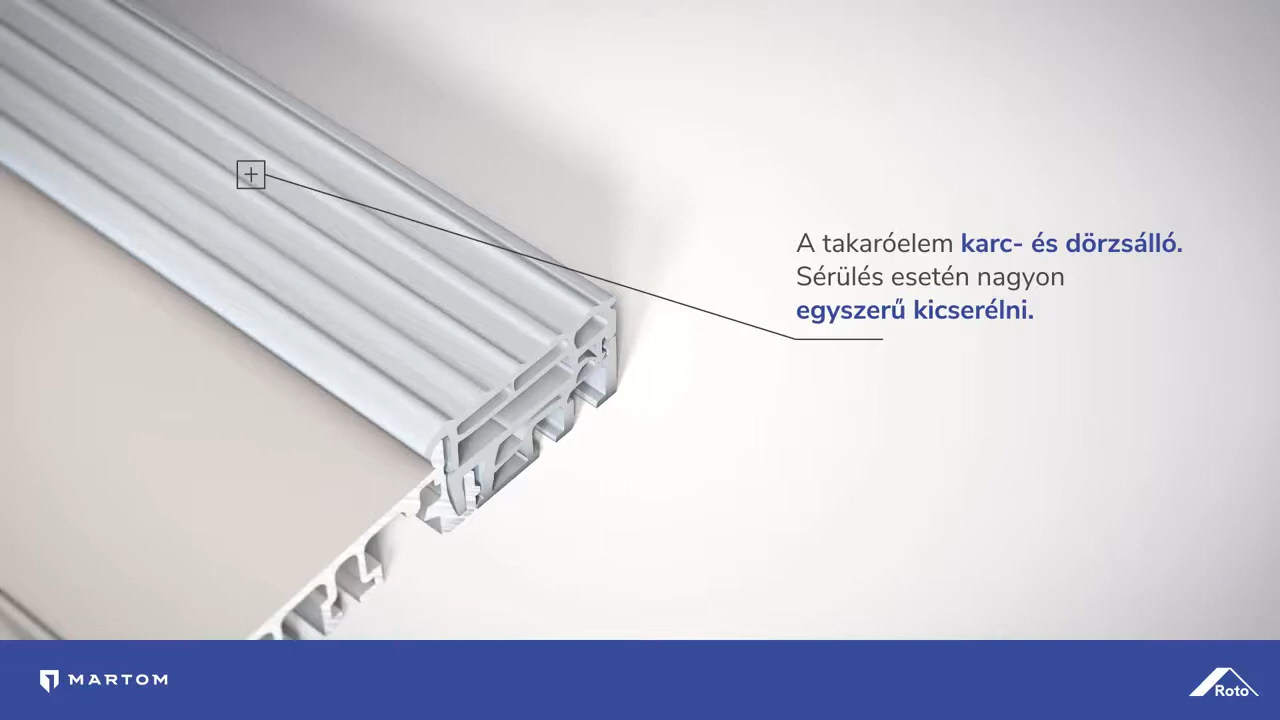 A takaróelem karc- és dörzsálló.
Sérülés esetén nagyon
egyszerű kicserélni.
MARTOM
Roto